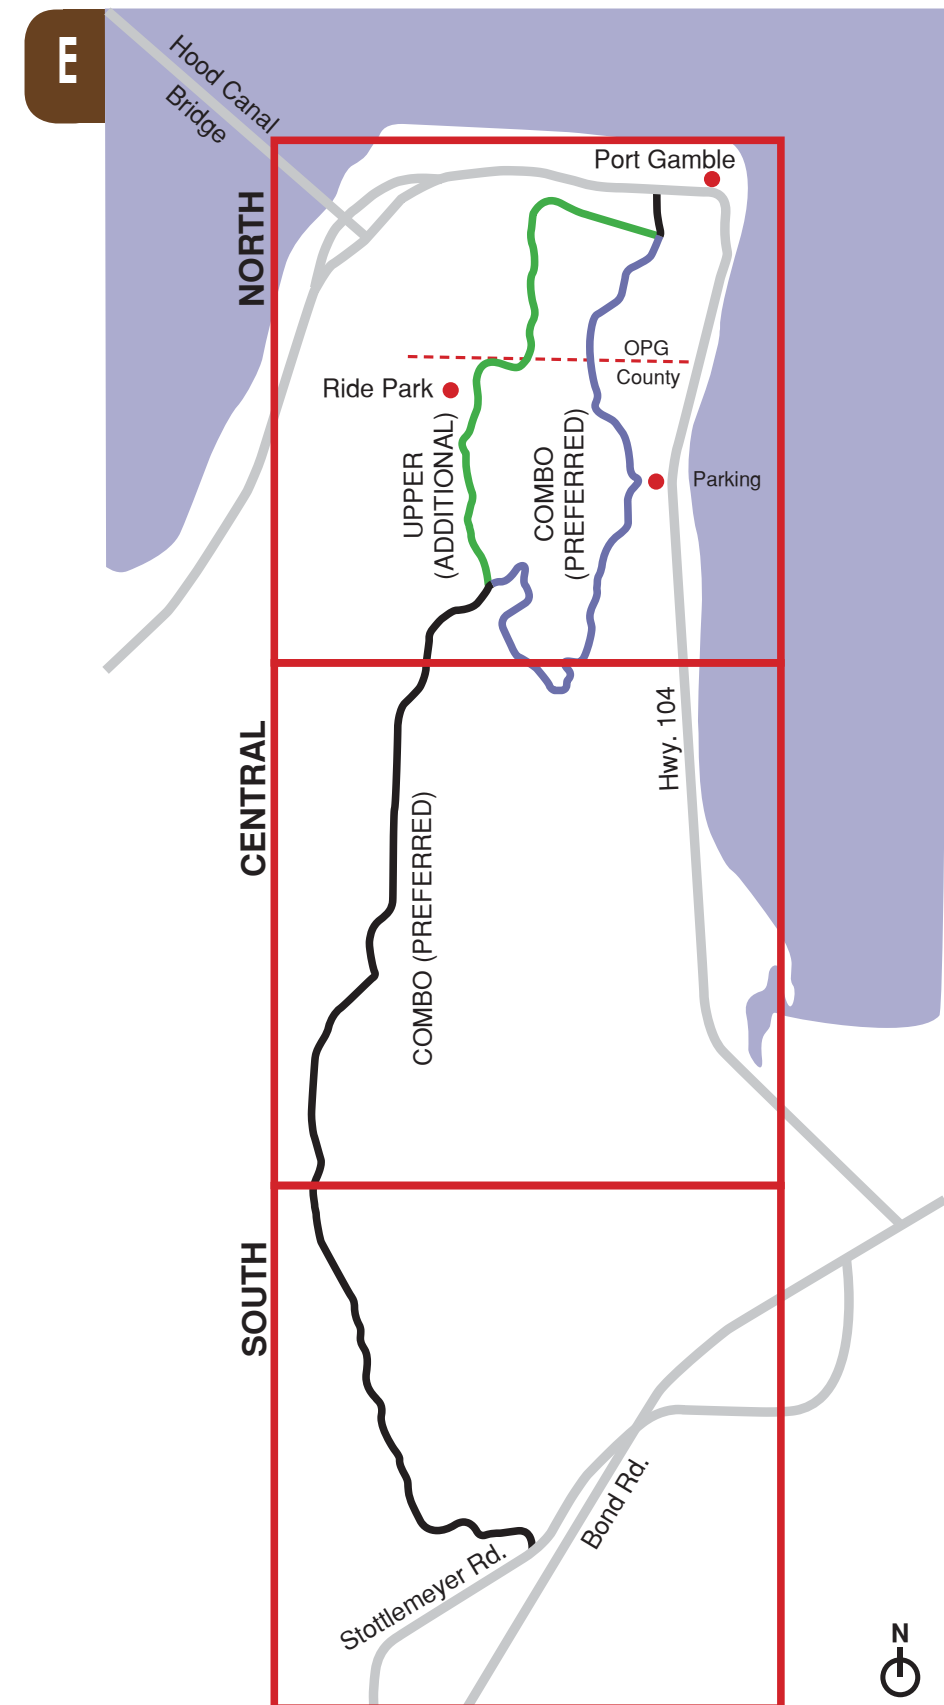 E
Hood Canal
Bridge
Port Gamble
NORTH
OPG
County
Ride Park
UPPER
(ADDITIONAL)
COMBO
(PREFERRED)
Parking
Hwy. 104
CENTRAL
COMBO (PREFERRED)
SOUTH
Bond Rd.
Stottlemeyer Rd.
N